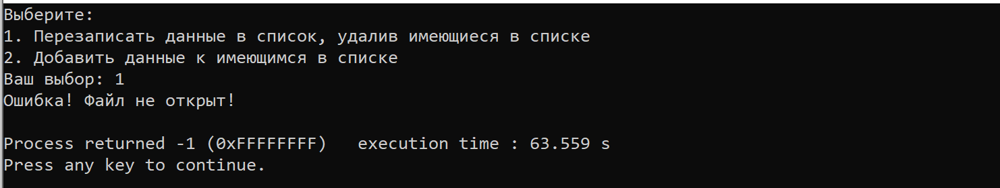 Выберите:
1. Перезаписать данные в список, удалив имеющиеся в списке
2. Добавить данные к имеющимся в списке
Ваш выбор: 1
Ошибка! Файл не открыт!
Process returned -1 (0xFFFFFFFF)   execution time : 63.559 s
Press any key to continue.